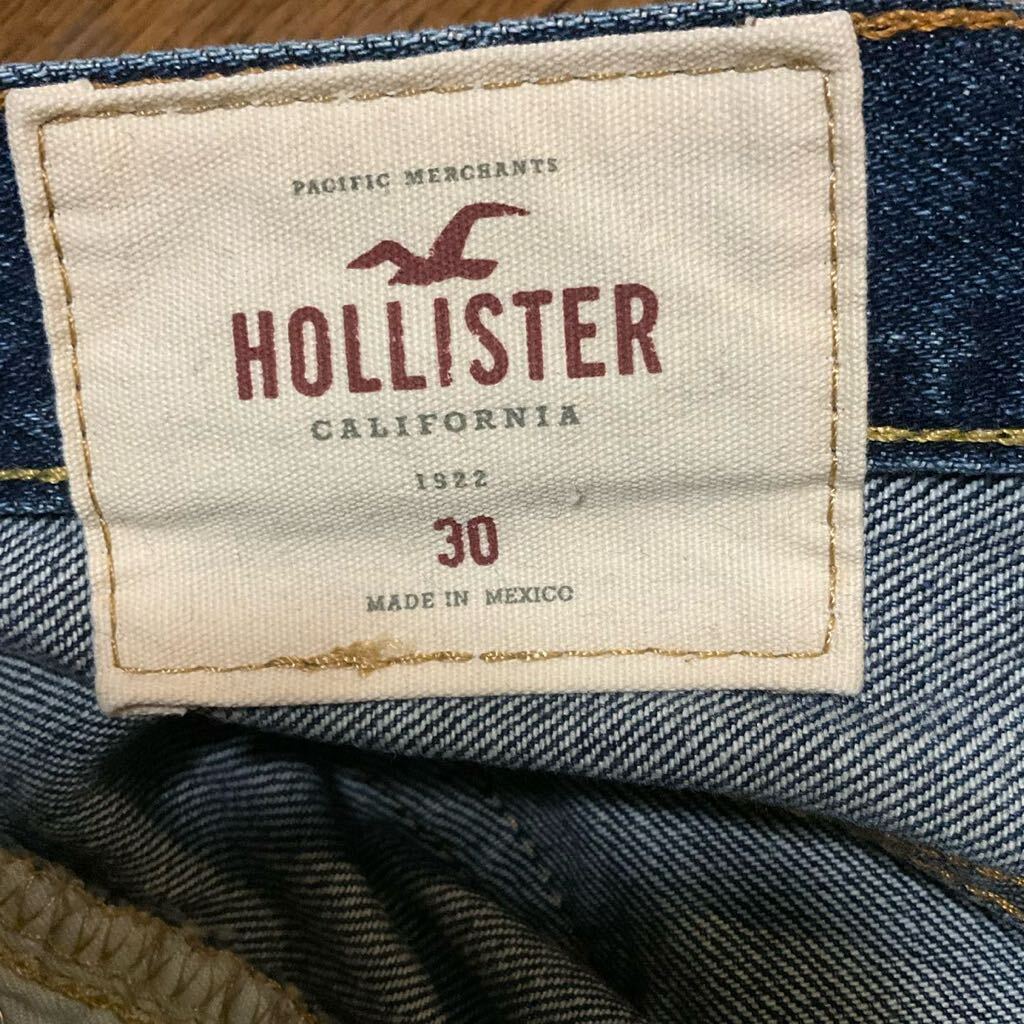 PACIFIC MERCHANTS
HOLLISTER
CALIFORNIA
1922
30
MADE IN MEXICO